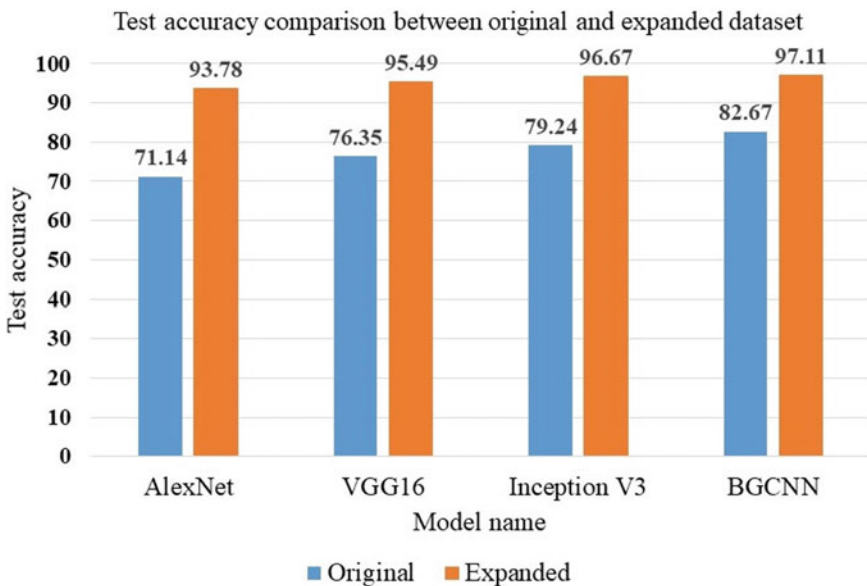 Test accuracy comparison between original and expanded dataset
Test accuracy
100
90
80
70
60
50
40
30
20
10
0
71.14
93.78
76.35
95.49
79.24
96.67
82.67
97.11
AlexNet
VGG16
Inception V3
BGCNN
Model name
Original
Expanded